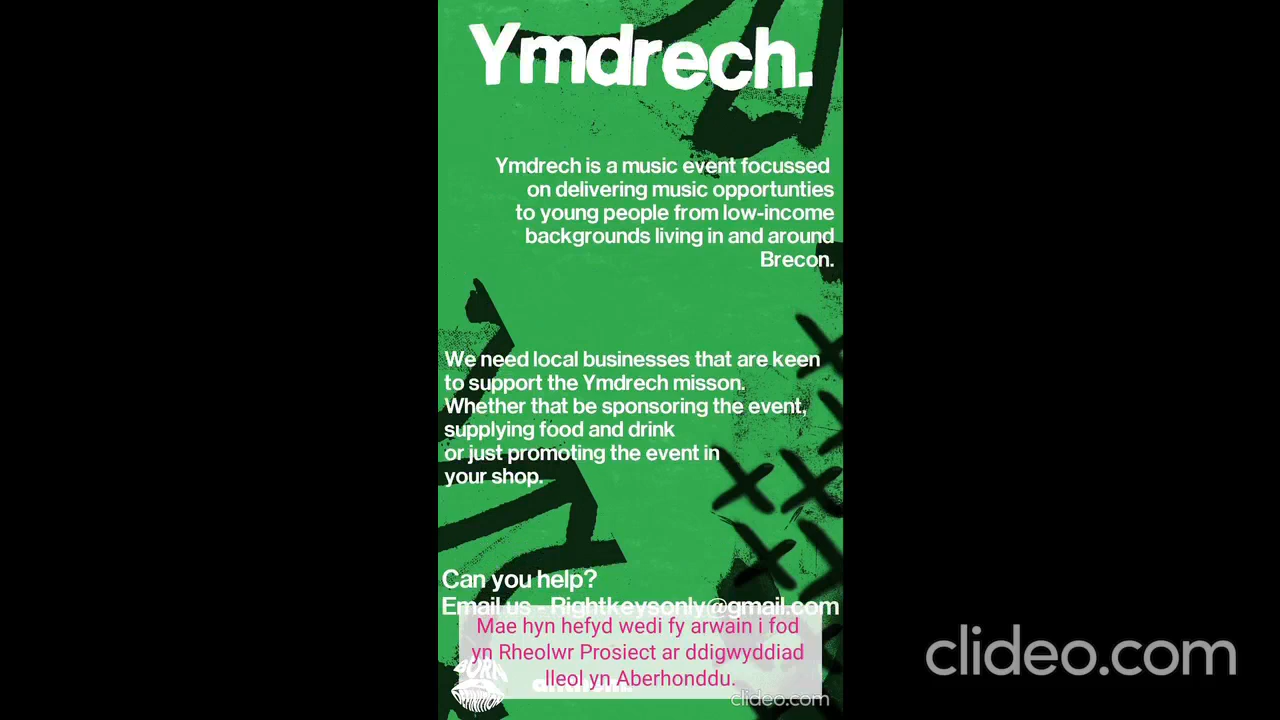 Ymdrech.
Ymdrech is a music event focussed
on delivering music opportunties
to young people from low-income
backgrounds living in and around
Brecon.
We need local businesses that are keen
to support the Ymdrech misson.
Whether that be sponsoring the event,
supplying food and drink
or just promoting the event in
your shop.
Can you help?
Email us - Rightkeysonly@gmail.com
Mae hyn hefyd wedi fy arwain i fod
yn Rheolwr Prosiect ar ddigwyddiad
lleol yn Aberhonddu.
BURN
clideo.com
clideo.com